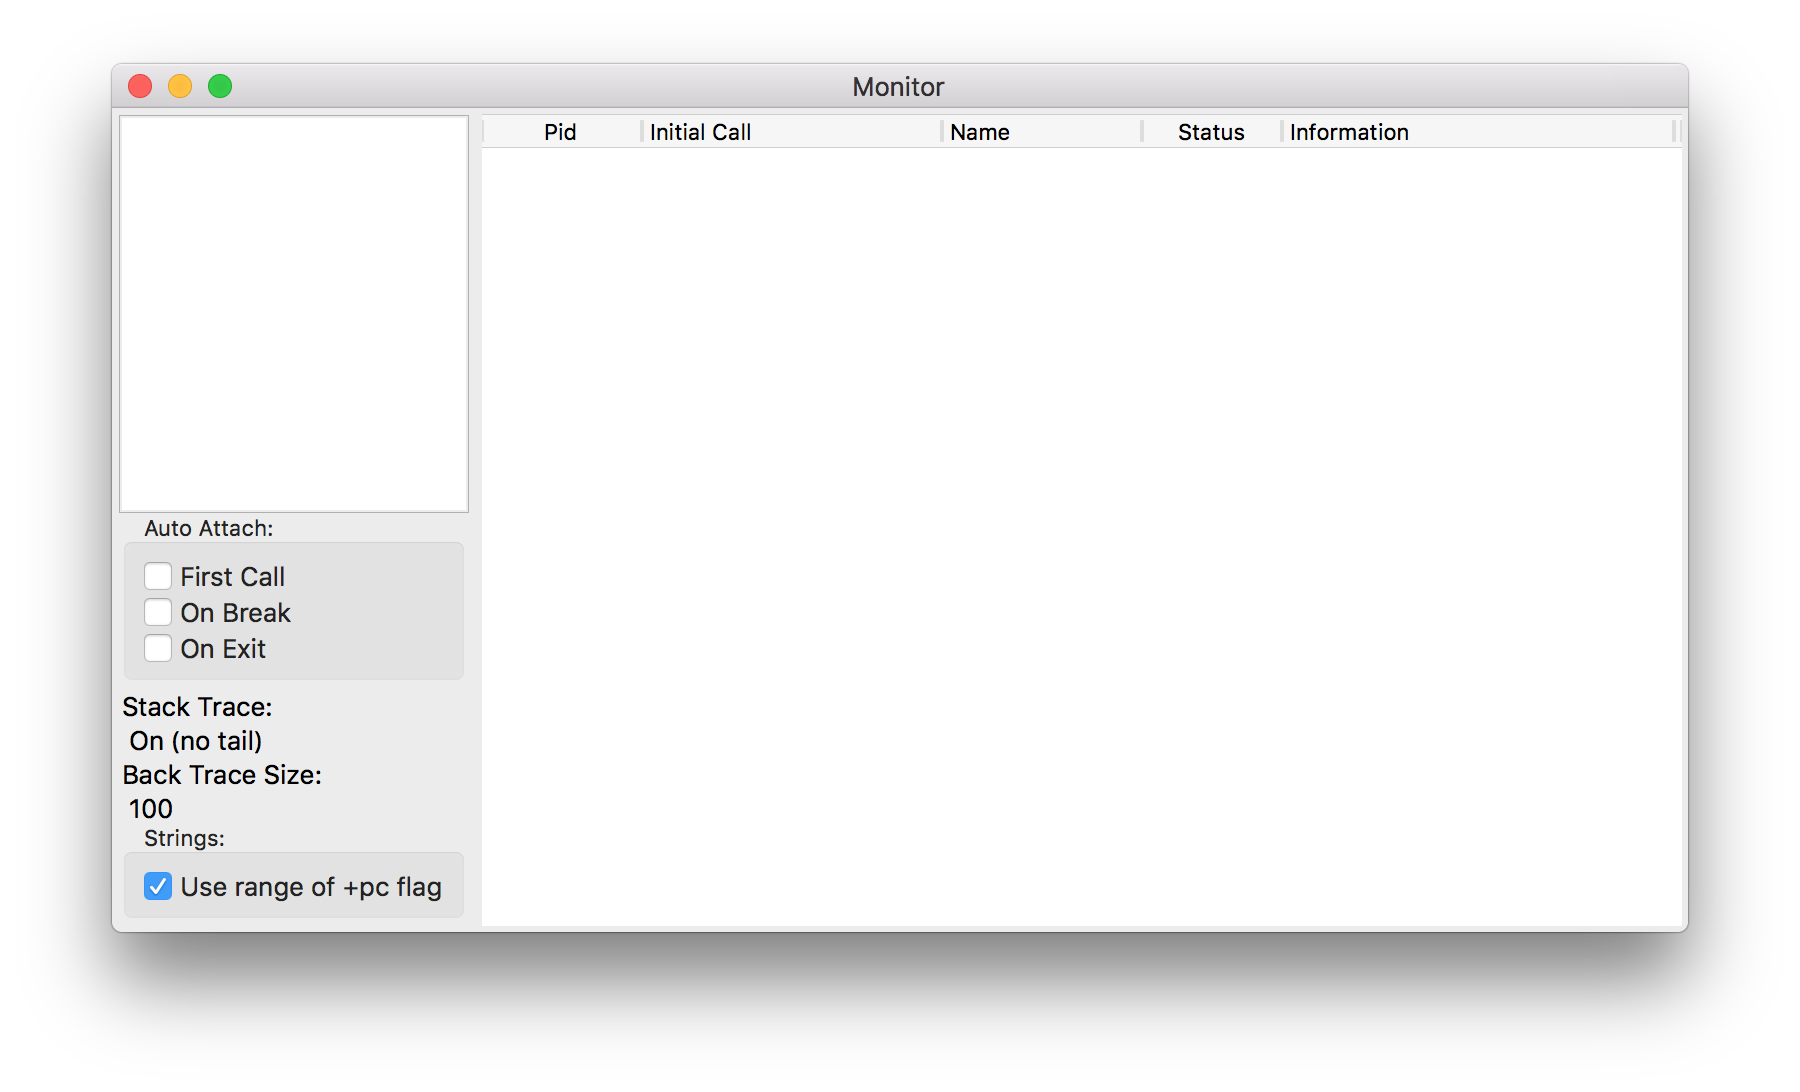 Monitor
Pid Initial Call Name Status Information
Auto Attach:
First Call
On Break
On Exit
Stack Trace:
On (no tail)
Back Trace Size:
100
Strings:
Use range of +pc flag